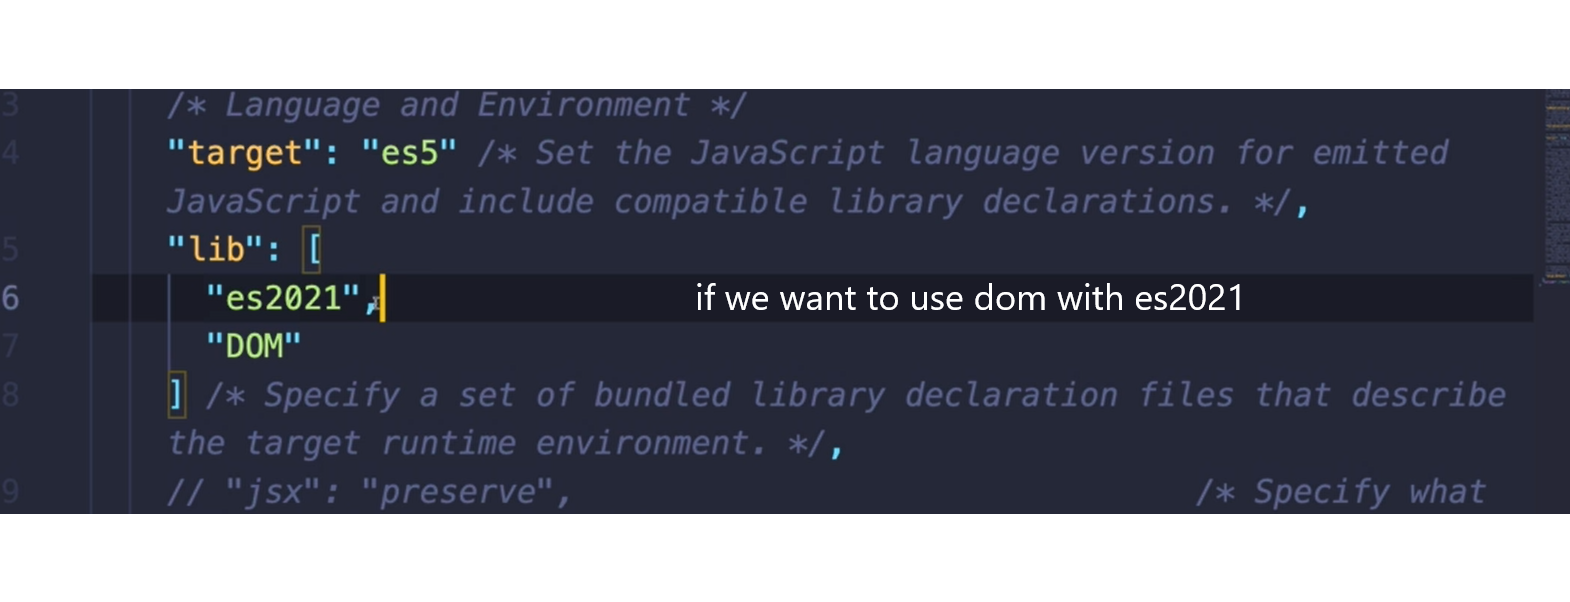 3 /* Language and Environment */
4 "target": "es5" /* Set the JavaScript language version for emitted
JavaScript and include compatible library declarations. */,
5 "lib": [
6 "es2021", if we want to use dom with es2021
7 "DOM"
8 ] /* Specify a set of bundled library declaration files that describe
the target runtime environment. */,
9 // "jsx": "preserve", /* Specify what